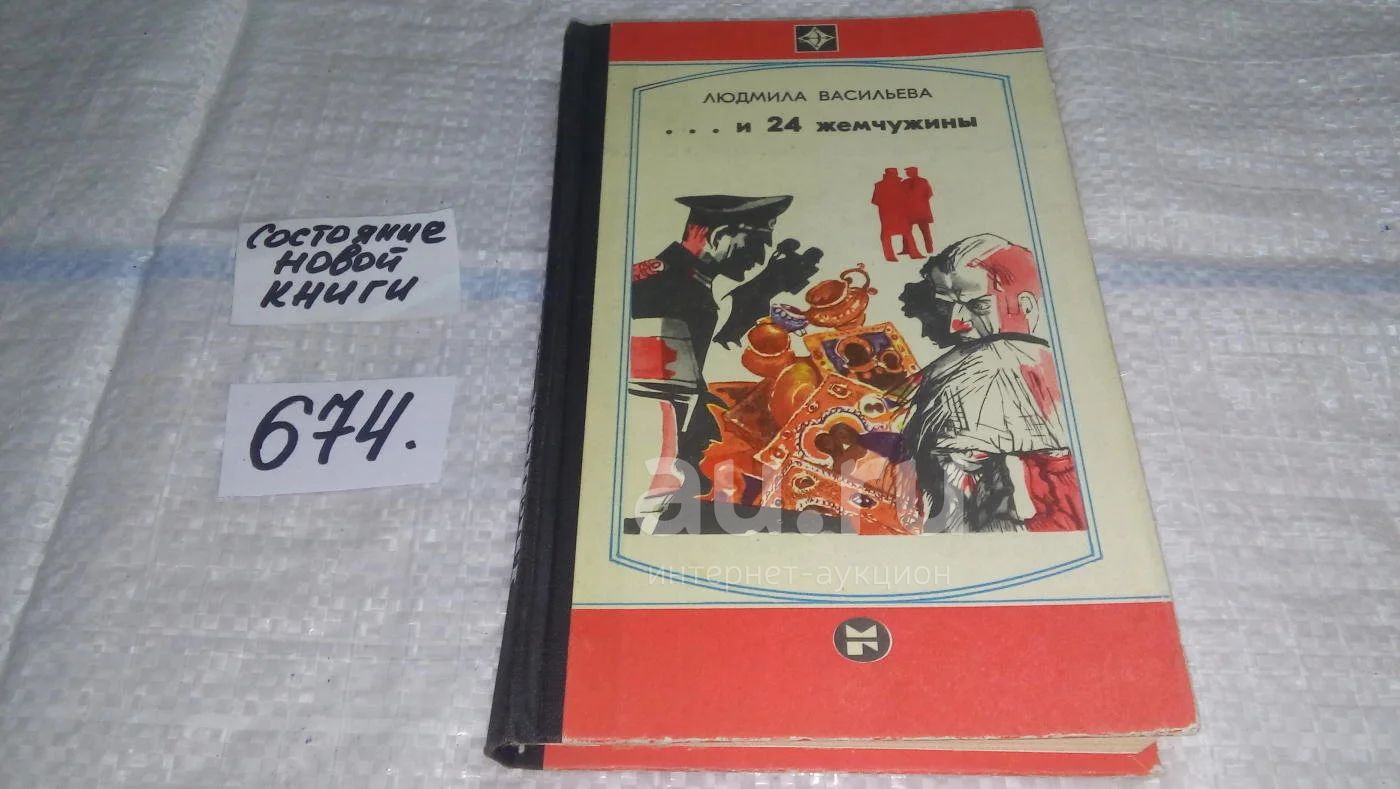 ЛЮДМИЛА ВАСИЛЬЕВА
. . . и 24 жемчужины
состояние
новой
книги
674.
au.ru
интернет-аукцион